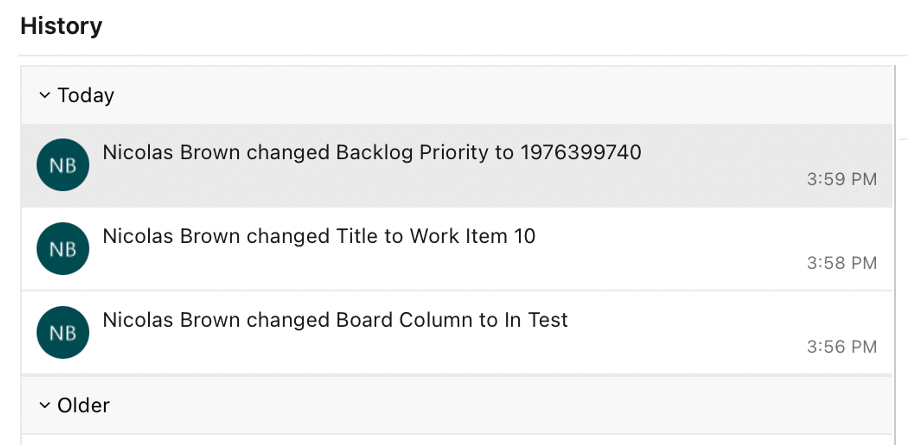 History
Today
NB
Nicolas Brown changed Backlog Priority to 1976399740
3:59 PM
NB
Nicolas Brown changed Title to Work Item 10
3:58 PM
NB
Nicolas Brown changed Board Column to In Test
3:56 PM
Older